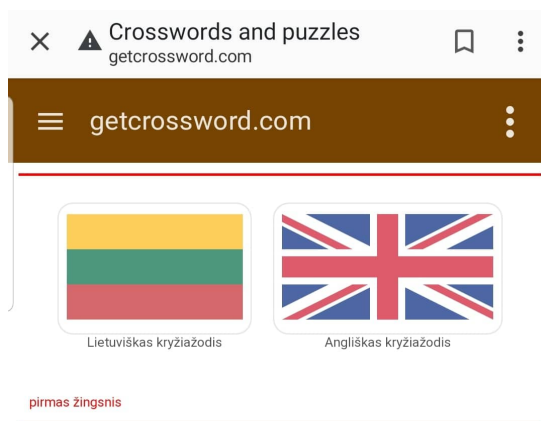 Crosswords and puzzles
getcrossword.com
getcrossword.com
Lietuviškas kryžiažodis
Angliškas kryžiažodis
pirmas žingsnis